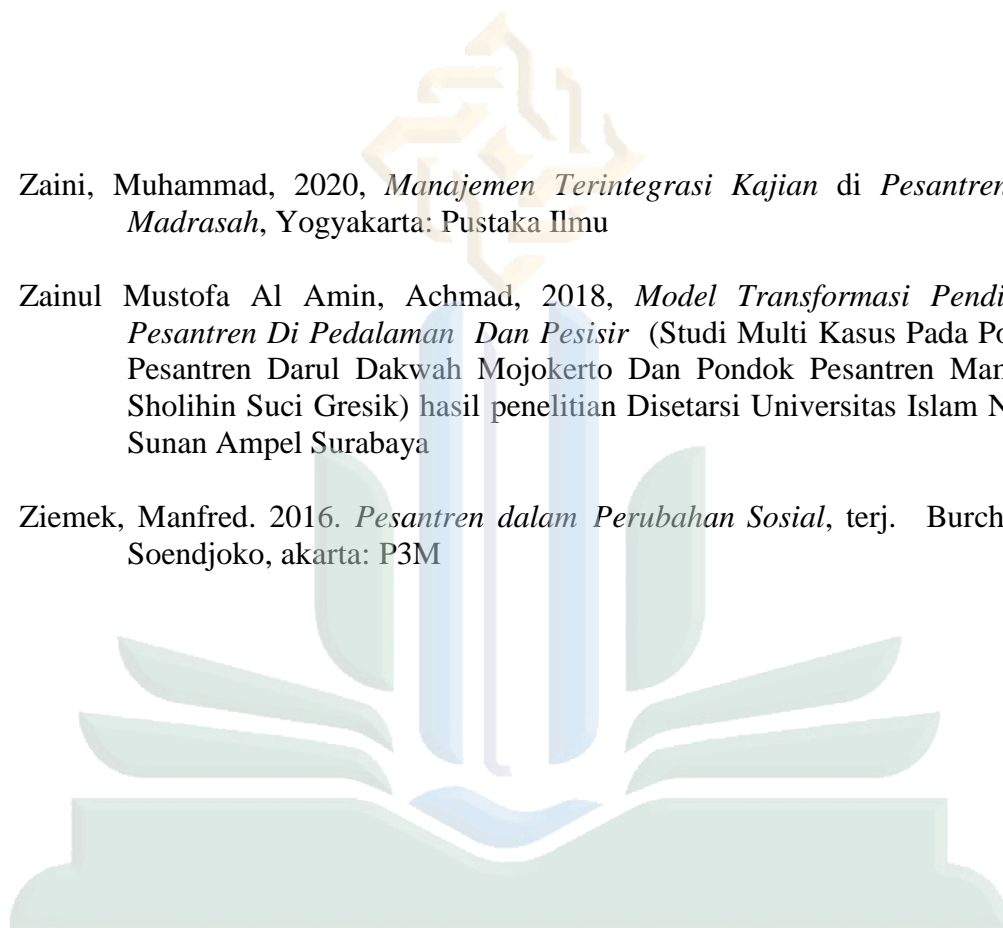 Zaini, Muhammad, 2020, Manajemen Terintegrasi Kajian di Pesantren
Madrasah, Yogyakarta: Pustaka Ilmu
Zainul Mustofa Al Amin, Achmad, 2018, Model Transformasi Pendi
Pesantren Di Pedalaman Dan Pesisir (Studi Multi Kasus Pada Po
Pesantren Darul Dakwah Mojokerto Dan Pondok Pesantren Mam
Sholihin Suci Gresik) hasil penelitian Disetarsi Universitas Islam N
Sunan Ampel Surabaya
Ziemek, Manfred. 2016. Pesantren dalam Perubahan Sosial, terj. Burch
Soendjoko, akarta: P3M